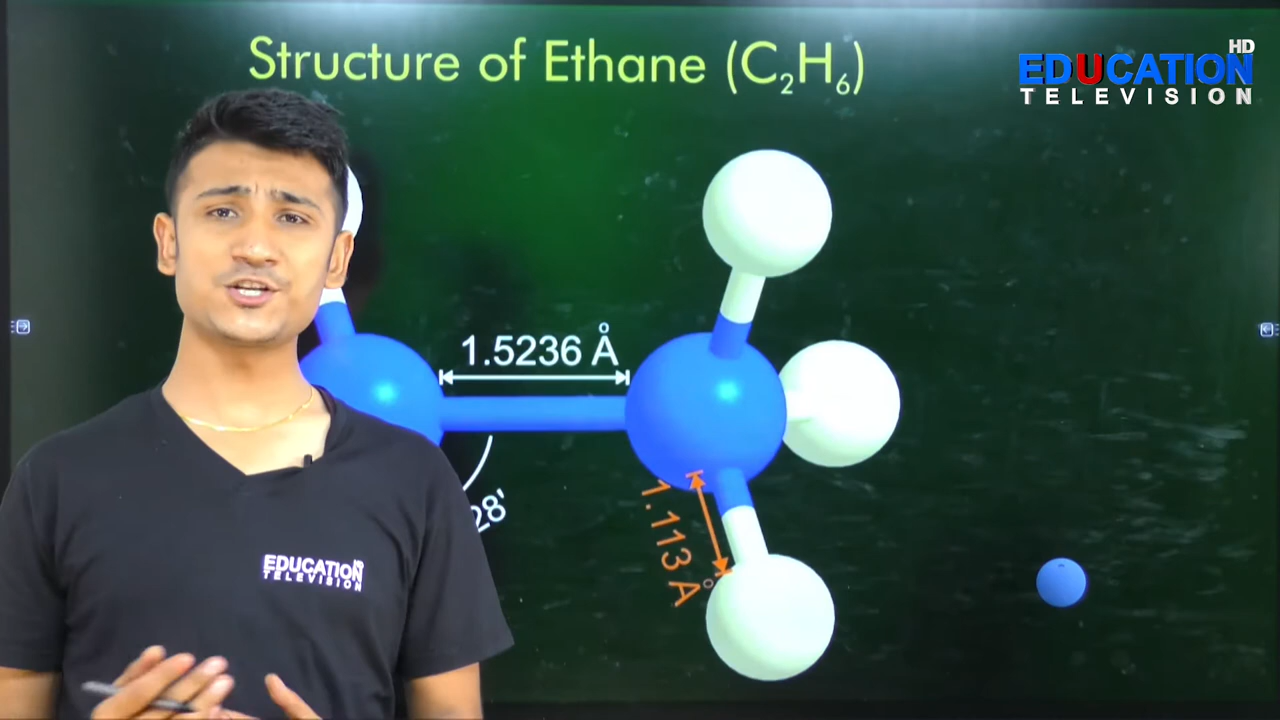 Structure of Ethane (C₂H₆)
HD
EDUCATION
TELEVISION
1.5236 Å
28'
1.113 Å
EDUCATION
TELEVISION